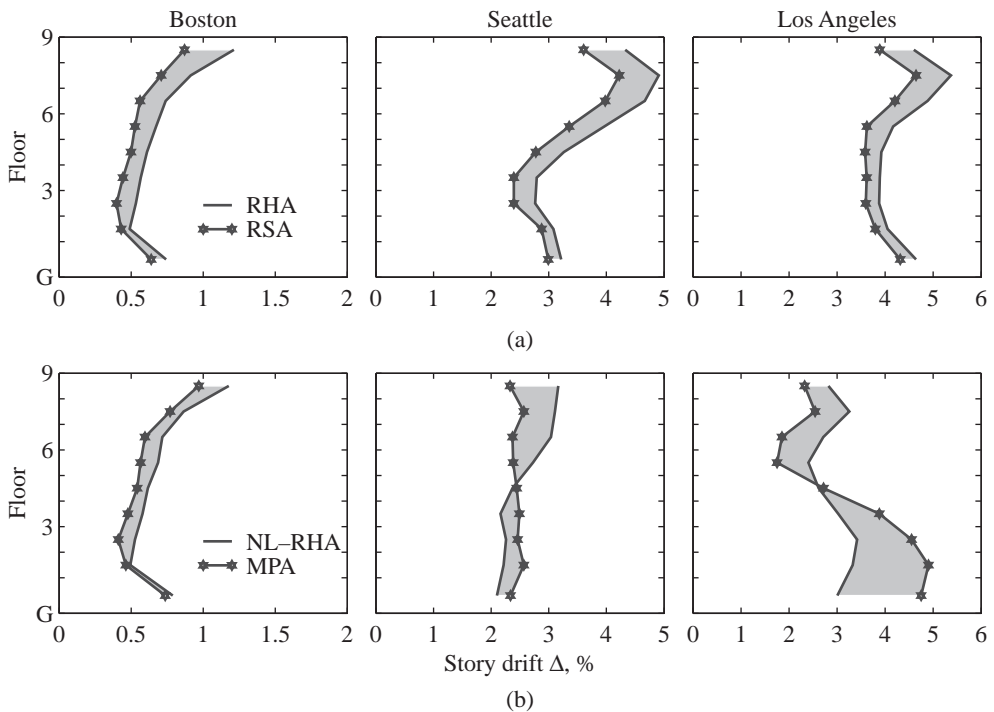 Boston
Seattle
Los Angeles
9
6
3
G
Floor
RHA
RSA
0 0.5 1 1.5 2
0 1 2 3 4 5
0 1 2 3 4 5 6
(a)
9
6
3
G
Floor
NL–RHA
MPA
0 0.5 1 1.5 2
0 1 2 3 4 5
0 1 2 3 4 5 6
Story drift Δ, %
(b)